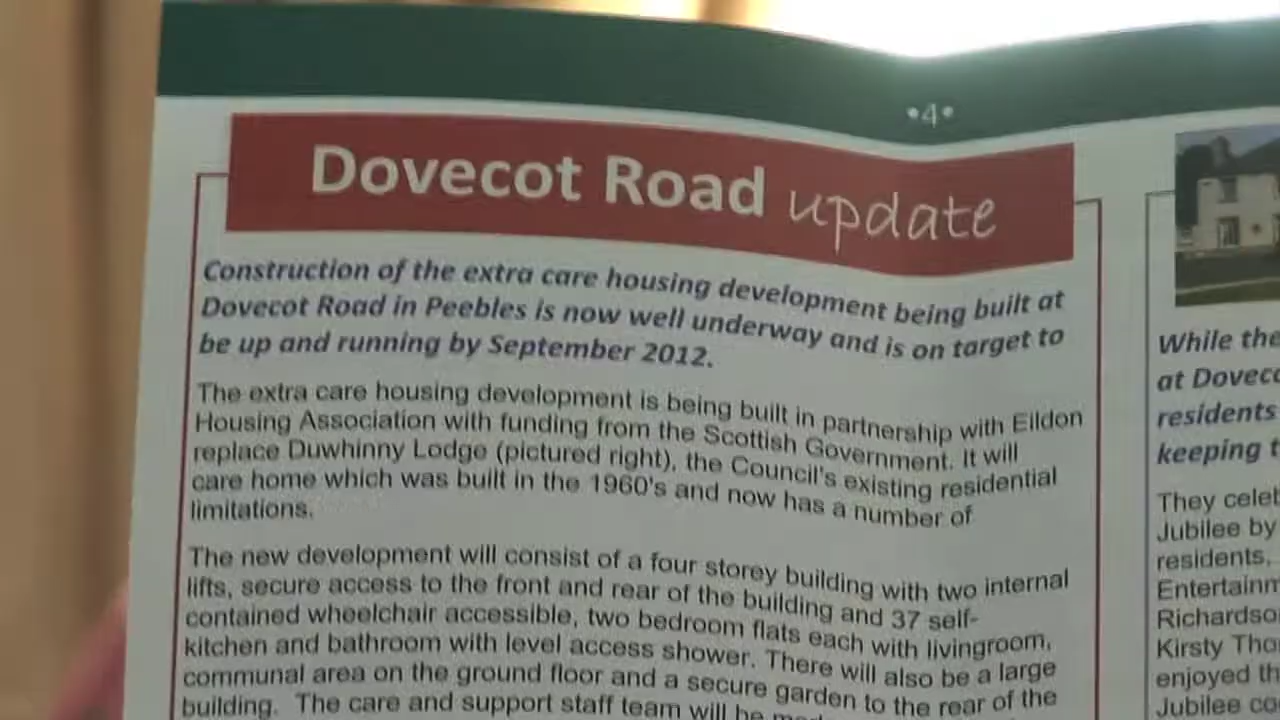 •4•
Dovecot Road update
Construction of the extra care housing development being built at
Dovecot Road in Peebles is now well underway and is on target to
be up and running by September 2012.
The extra care housing development is being built in partnership with Eildon
Housing Association with funding from the Scottish Government. It will
replace Duwhinny Lodge (pictured right), the Council's existing residential
care home which was built in the 1960's and now has a number of
limitations.
The new development will consist of a four storey building with two internal
lifts, secure access to the front and rear of the building and 37 self-
contained wheelchair accessible, two bedroom flats each with livingroom,
kitchen and bathroom with level access shower. There will also be a large
communal area on the ground floor and a secure garden to the rear of the
building. The care and support staff team will be
While the
at Doveco
residents
keeping t
They celeb
Jubilee by
residents,
Entertainm
Richardso
Kirsty Tho
enjoyed th
Jubilee co